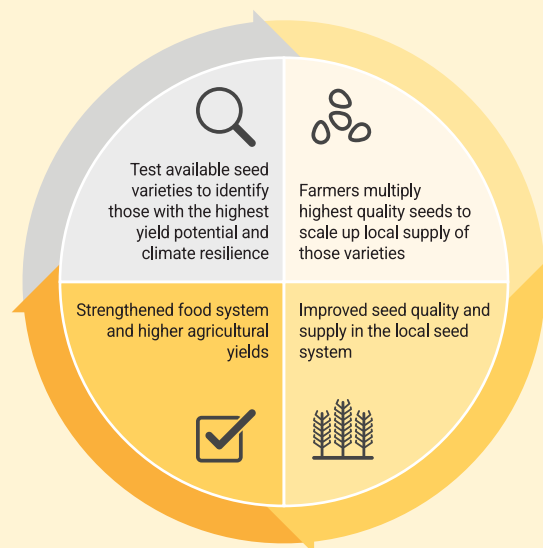 Test available seed
varieties to identify
those with the highest
yield potential and
climate resilience
Farmers multiply
highest quality seeds to
scale up local supply of
those varieties
Improved seed quality and
supply in the local seed
system
Strengthened food system
and higher agricultural
yields